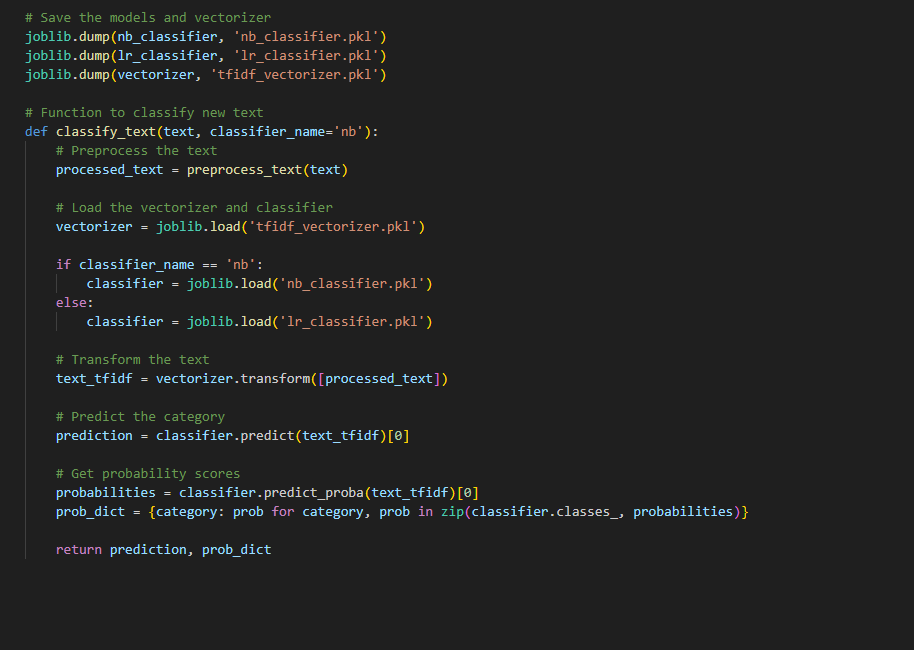 # Save the models and vectorizer
joblib.dump(nb_classifier, 'nb_classifier.pkl')
joblib.dump(lr_classifier, 'lr_classifier.pkl')
joblib.dump(vectorizer, 'tfidf_vectorizer.pkl')

# Function to classify new text
def classify_text(text, classifier_name='nb'):
    # Preprocess the text
    processed_text = preprocess_text(text)

    # Load the vectorizer and classifier
    vectorizer = joblib.load('tfidf_vectorizer.pkl')

    if classifier_name == 'nb':
        classifier = joblib.load('nb_classifier.pkl')
    else:
        classifier = joblib.load('lr_classifier.pkl')

    # Transform the text
    text_tfidf = vectorizer.transform([processed_text])

    # Predict the category
    prediction = classifier.predict(text_tfidf)[0]

    # Get probability scores
    probabilities = classifier.predict_proba(text_tfidf)[0]
    prob_dict = {category: prob for category, prob in zip(classifier.classes_, probabilities)}

    return prediction, prob_dict